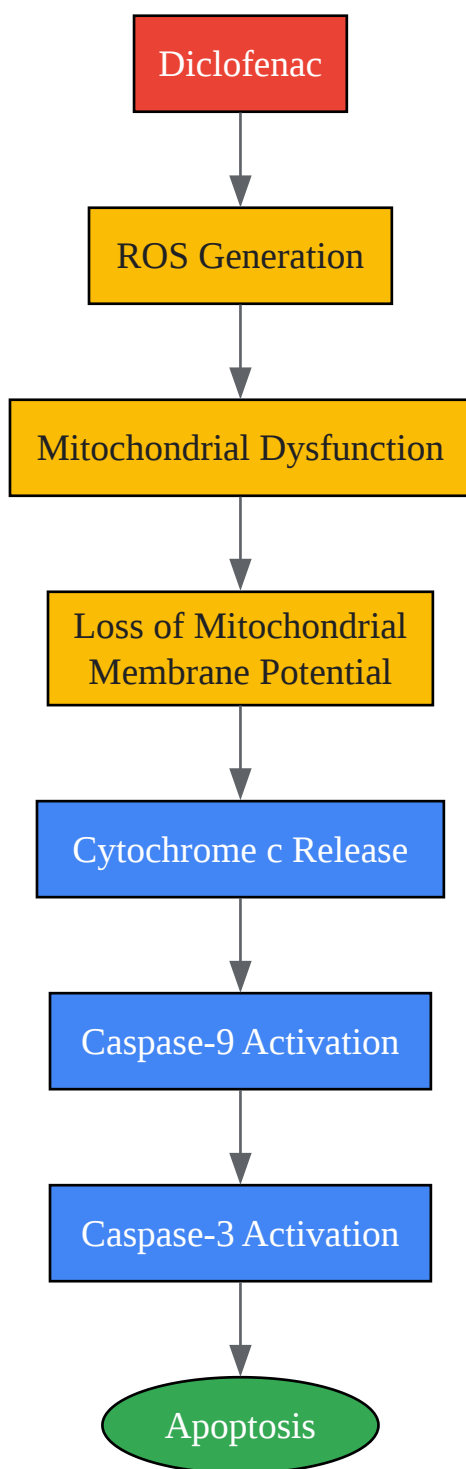 Diclofenac
ROS Generation
Mitochondrial Dysfunction
Loss of Mitochondrial
Membrane Potential
Cytochrome c Release
Caspase-9 Activation
Caspase-3 Activation
Apoptosis